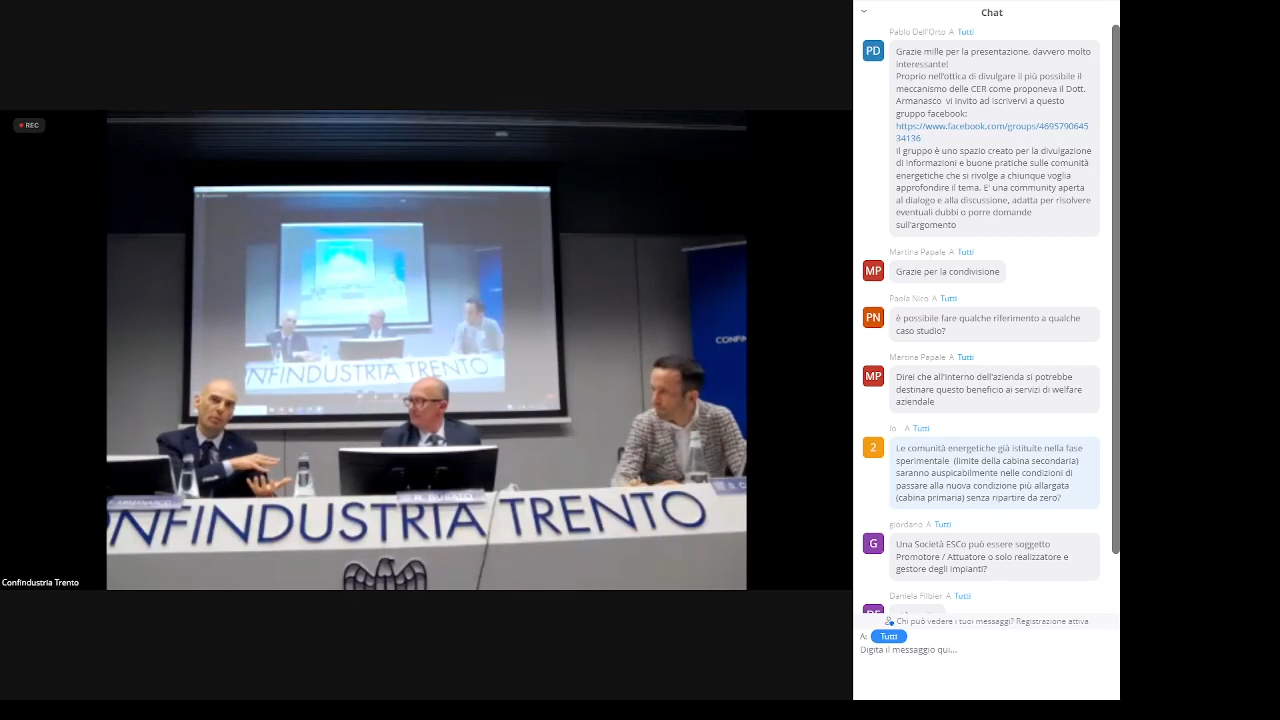 REC
CONFIN
NFINDUSTRIA TRENTO
R. BUSATO
ONFINDUSTRIA TRENTO
Confindustria Trento
Chat
Pablo Dell'Orto A Tutti
PD
Grazie mille per la presentazione, davvero molto
interessante!
Proprio nell'ottica di divulgare il più possibile il
meccanismo delle CER come proponeva il Dott.
Armanasco vi invito ad iscrivervi a questo
gruppo facebook:
https://www.facebook.com/groups/4695790645
34136
Il gruppo è uno spazio creato per la divulgazione
di informazioni e buone pratiche sulle comunità
energetiche che si rivolge a chiunque voglia
approfondire il tema. E' una community aperta
al dialogo e alla discussione, adatta per risolvere
eventuali dubbi o porre domande
sull'argomento
Martina Papale A Tutti
MP
Grazie per la condivisione
Paola Nico A Tutti
PN
è possibile fare qualche riferimento a qualche
caso studio?
Martina Papale A Tutti
MP
Direi che all'interno dell'azienda si potrebbe
destinare questo beneficio ai servizi di welfare
aziendale
Io A Tutti
2
Le comunità energetiche già istituite nella fase
sperimentale (limite della cabina secondaria)
saranno auspicabilmente nelle condizioni di
passare alla nuova condizione più allargata
(cabina primaria) senza ripartire da zero?
giordano A Tutti
G
Una Società ESCo può essere soggetto
Promotore / Attuatore o solo realizzatore e
gestore degli impianti?
Daniela Filbier A Tutti
DF
Chi può vedere i tuoi messaggi? Registrazione attiva
A: Tutti
Digita il messaggio qui...